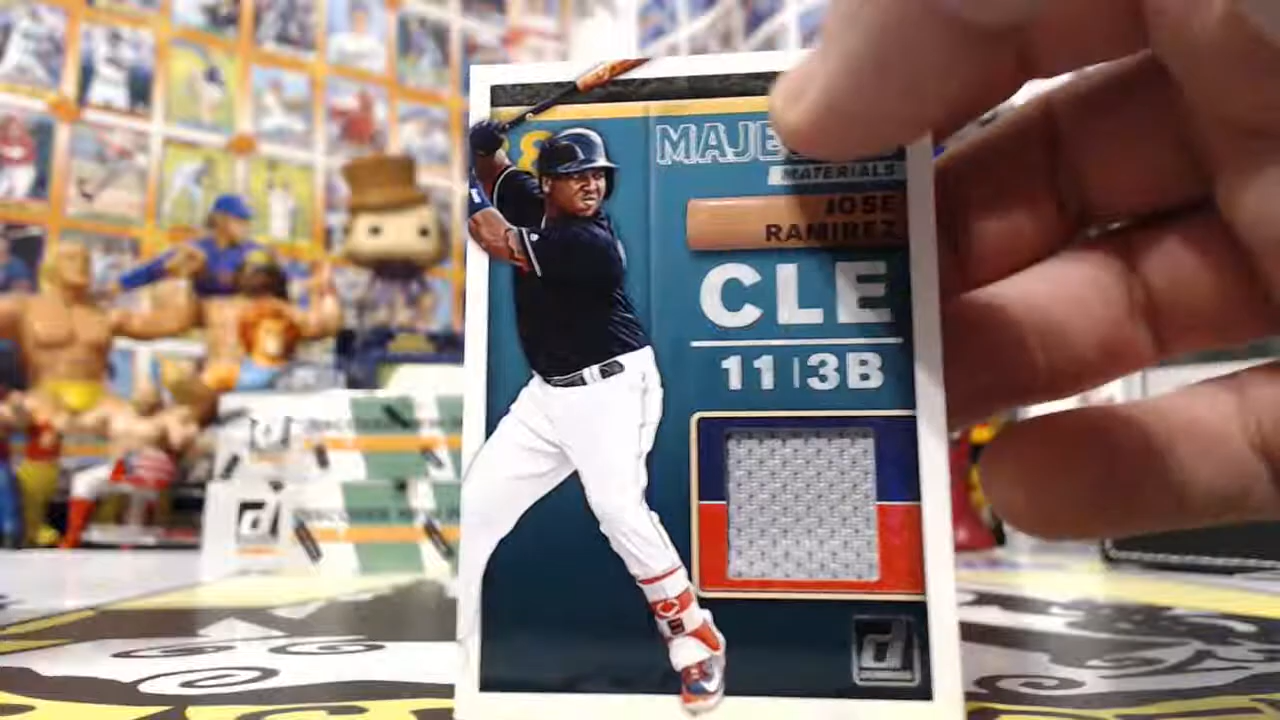 MAJE
MATERIALS
JOSE
RAMIREZ
CLE
11 | 3B
d